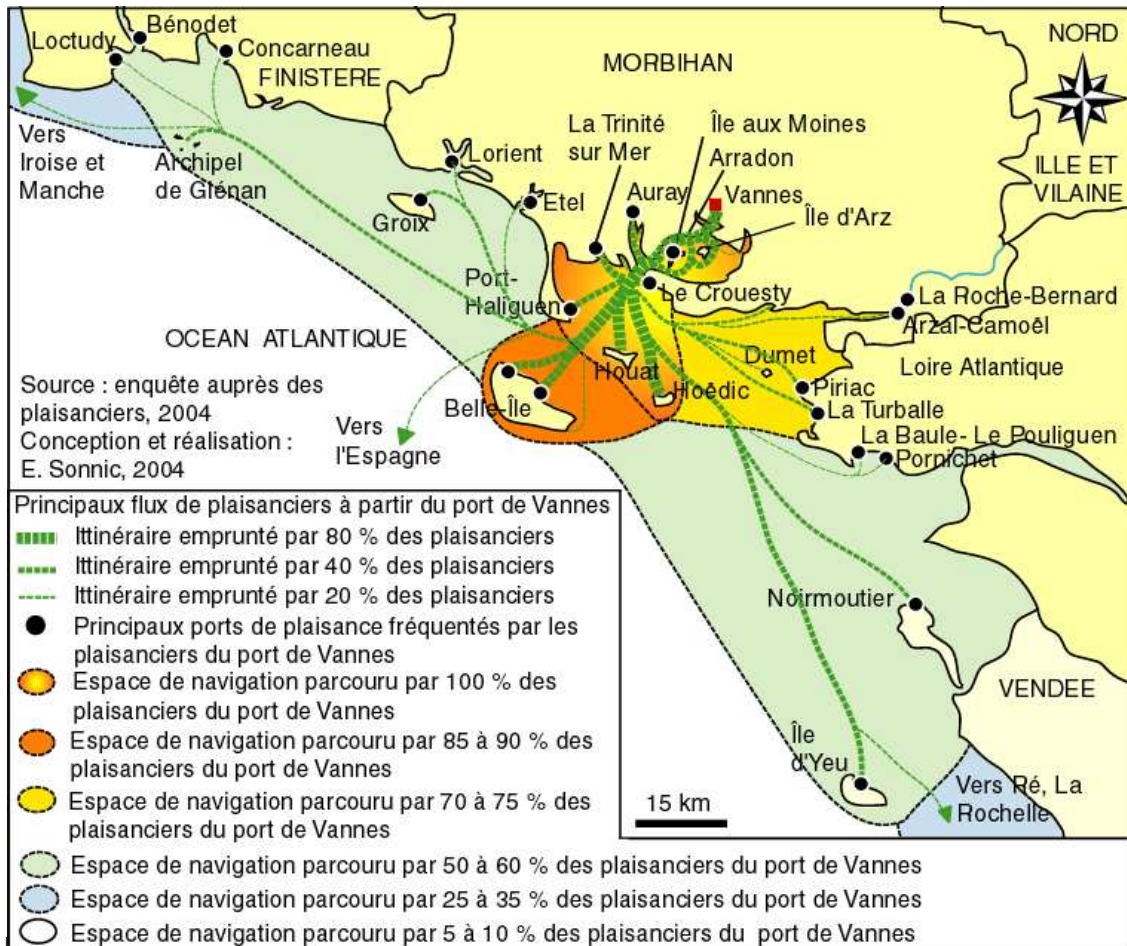 Bénodet
Loctudy
Concarneau
FINISTERE
MORBIHAN
NORD
Vers
Iroise et
Manche
Archipel
de Glénan
Lorient
Groix
Etel
La Trinité
sur Mer
Île aux Moines
Arradon
Auray
Vannes
Île d'Arz
ILLE ET
VILAINE
Port-
Haliguen
Le Crouesty
La Roche-Bernard
Arzal-Camoël
OCEAN ATLANTIQUE
Houat
Hoëdic
Dumet
Loire Atlantique
Piriac
Belle-Île
La Turballe
Source : enquête auprès des
plaisanciers, 2004
Conception et réalisation :
E. Sonnic, 2004
Vers
l'Espagne
La Baule- Le Pouliguen
Pornichet
Noirmoutier
VENDEE
Île
d'Yeu
15 km
Vers Ré, La
Rochelle
Principaux flux de plaisanciers à partir du port de Vannes
Ittinéraire emprunté par 80 % des plaisanciers
Ittinéraire emprunté par 40 % des plaisanciers
Ittinéraire emprunté par 20 % des plaisanciers
Principaux ports de plaisance fréquentés par les
plaisanciers du port de Vannes
Espace de navigation parcouru par 100 % des
plaisanciers du port de Vannes
Espace de navigation parcouru par 85 à 90 % des
plaisanciers du port de Vannes
Espace de navigation parcouru par 70 à 75 % des
plaisanciers du port de Vannes
Espace de navigation parcouru par 50 à 60 % des plaisanciers du port de Vannes
Espace de navigation parcouru par 25 à 35 % des plaisanciers du port de Vannes
Espace de navigation parcouru par 5 à 10 % des plaisanciers du port de Vannes